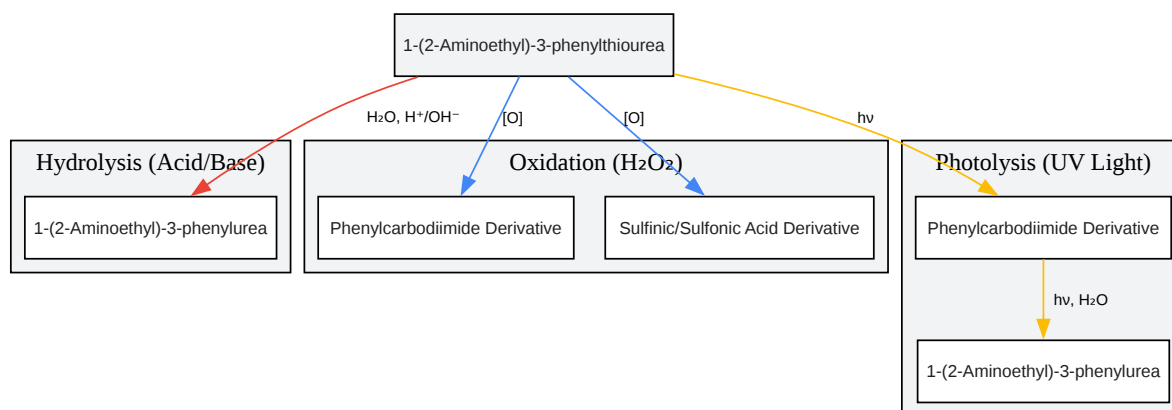 1-(2-Aminoethyl)-3-phenylthiourea
H₂O, H⁺/OH⁻
[O]
[O]
hν
Hydrolysis (Acid/Base)
Oxidation (H₂O₂)
Photolysis (UV Light)
1-(2-Aminoethyl)-3-phenylurea
Phenylcarbodiimide Derivative
Sulfinic/Sulfonic Acid Derivative
Phenylcarbodiimide Derivative
hν, H₂O
1-(2-Aminoethyl)-3-phenylurea